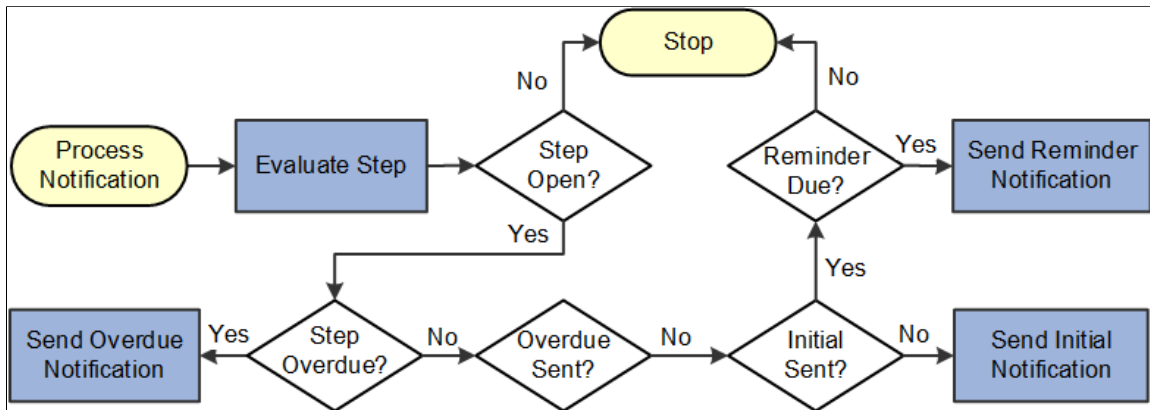 Stop
No
No
Process
Notification
Evaluate Step
Step
Open?
Reminder
Due?
Yes
Send Reminder
Notification
Yes
Yes
Send Overdue
Notification
Yes
Step
Overdue?
No
Overdue
Sent?
No
Initial
Sent?
No
Send Initial
Notification